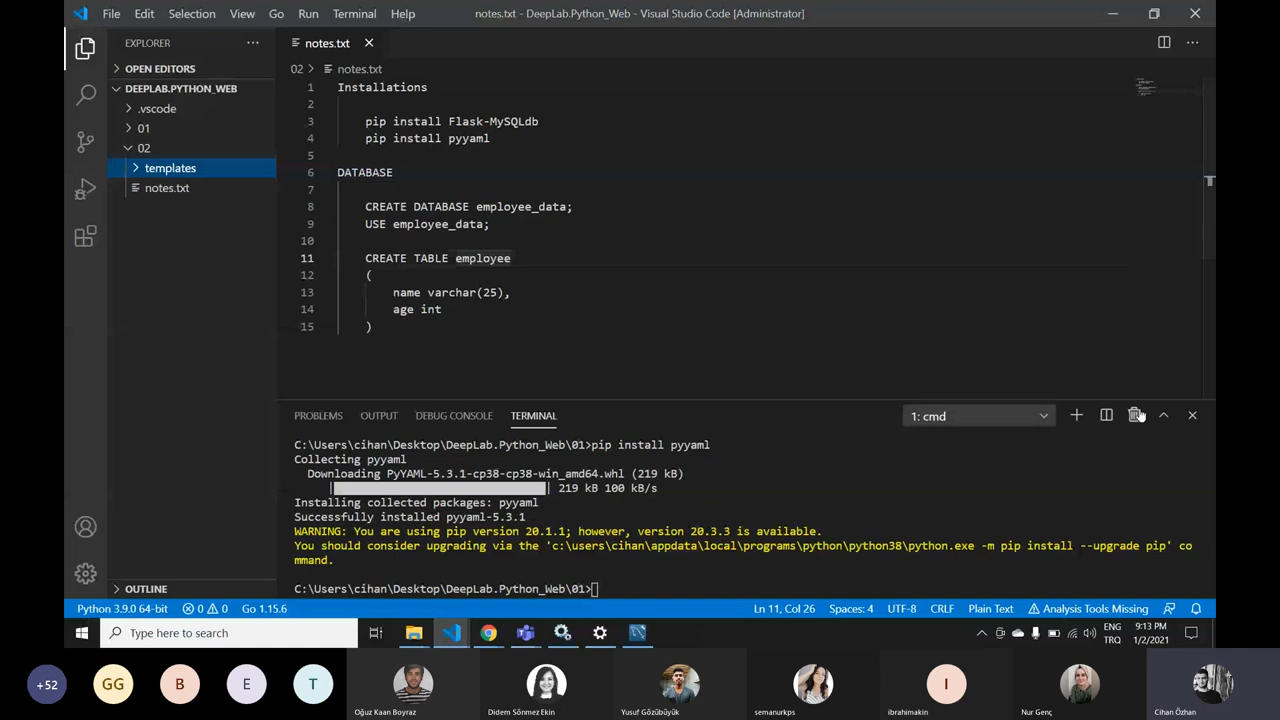 File Edit Selection View Go Run Terminal Help
notes.txt - DeepLab.Python_Web - Visual Studio Code [Administrator]
EXPLORER
OPEN EDITORS
DEEPLAB.PYTHON_WEB
.vscode
01
02
templates
notes.txt
OUTLINE
notes.txt
02 > notes.txt
1 Installations
2
3 pip install Flask-MySQLdb
4 pip install pyyaml
5
6 DATABASE
7
8 CREATE DATABASE employee_data;
9 USE employee_data;
10
11 CREATE TABLE employee
12 (
13 name varchar(25),
14 age int
15 )
PROBLEMS OUTPUT DEBUG CONSOLE TERMINAL
1: cmd
C:\Users\cihan\Desktop\DeepLab.Python_Web\01>pip install pyyaml
Collecting pyyaml
Downloading PyYAML-5.3.1-cp38-cp38-win_amd64.whl (219 kB)
| | 219 kB 100 kB/s
Installing collected packages: pyyaml
Successfully installed pyyaml-5.3.1
WARNING: You are using pip version 20.1.1; however, version 20.3.3 is available.
You should consider upgrading via the 'c:\users\cihan\appdata\local\programs\python\python38\python.exe -m pip install --upgrade pip' co
mmand.
C:\Users\cihan\Desktop\DeepLab.Python_Web\01>
Python 3.9.0 64-bit 0 0 Go 1.15.6
Ln 11, Col 26 Spaces: 4 UTF-8 CRLF Plain Text Analysis Tools Missing
Type here to search
ENG
TRQ
9:13 PM
1/2/2021
+52
GG
B
E
T
Oğuz Kaan Boyraz
Didem Sönmez Ekin
Yusuf Gözübüyük
semanurkps
I
ibrahimakin
Nur Genç
Cihan Özhan